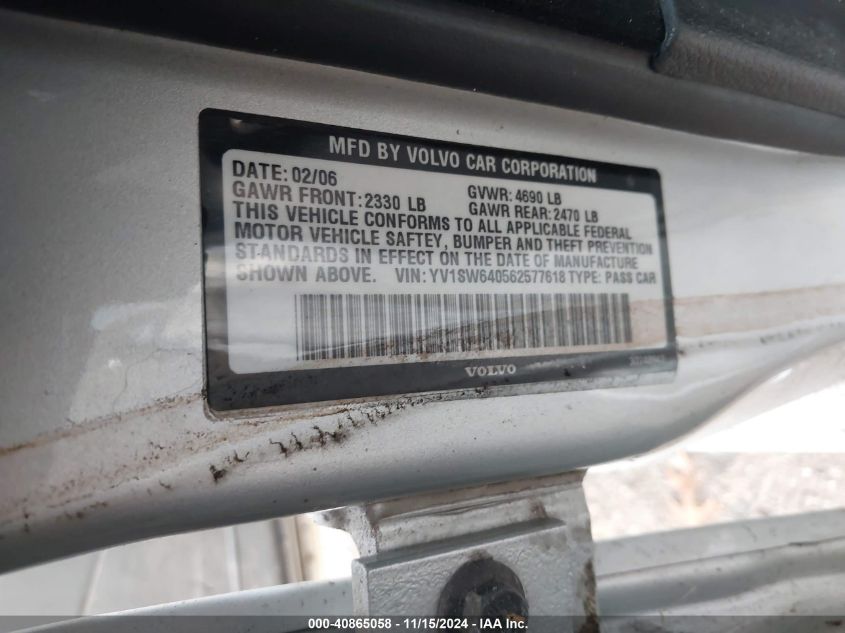 MFD BY VOLVO CAR CORPORATION
DATE: 02/06 GVWR: 4690 LB
GAWR FRONT: 2330 LB GAWR REAR: 2470 LB
THIS VEHICLE CONFORMS TO ALL APPLICABLE FEDERAL
MOTOR VEHICLE SAFTEY, BUMPER AND THEFT PREVENTION
STANDARDS IN EFFECT ON THE DATE OF MANUFACTURE
SHOWN ABOVE. VIN: YV1SW640562577618 TYPE: PASS CAR
VOLVO
000-40865058 - 11/15/2024 - IAA Inc.